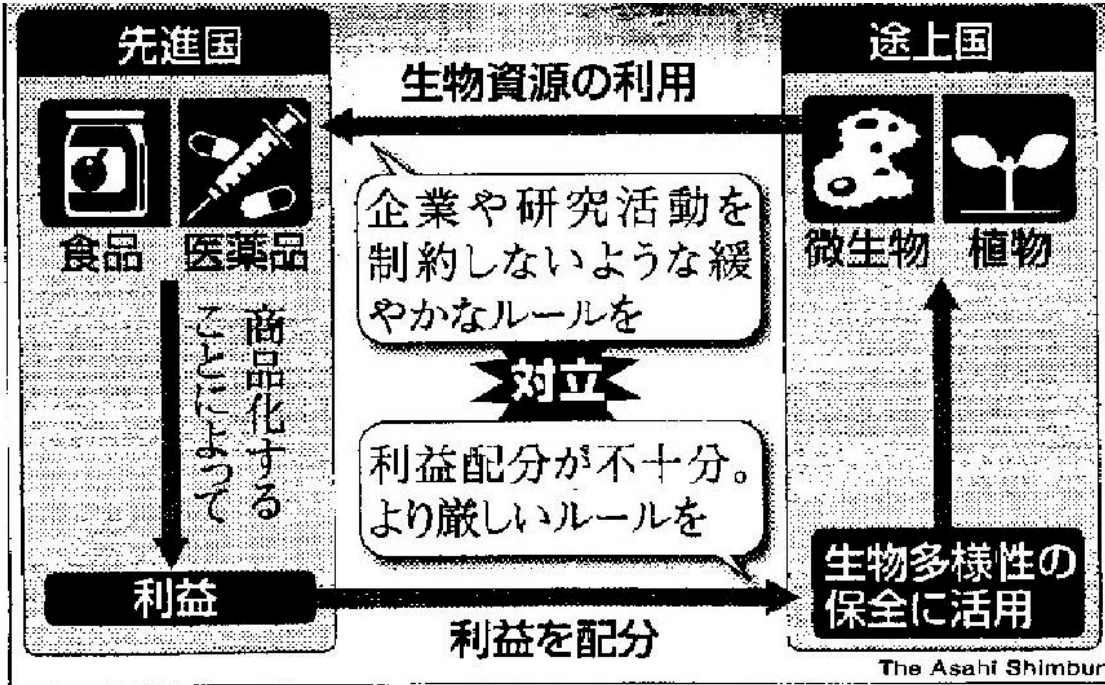 先進国
途上国
生物資源の利用
食品
医薬品
微生物
植物
企業や研究活動を
制約しないような緩
やかなルールを
商品化する
ことによって
対立
利益配分が不十分。
より厳しいルールを
利益
利益を配分
生物多様性の
保全に活用
The Asahi Shimbun